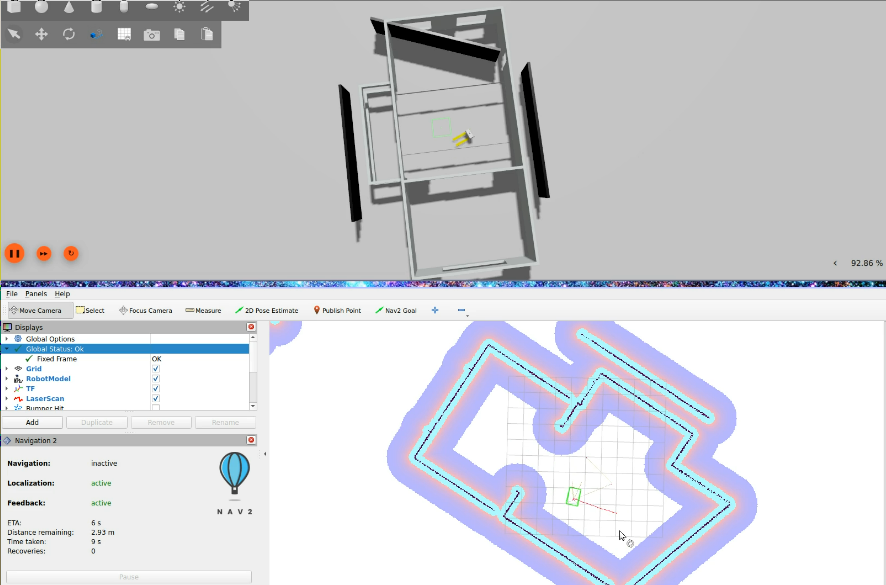 92.86 %
File Panels Help
Move Camera Select Focus Camera Measure 2D Pose Estimate Publish Point Nav2 Goal
Displays
Global Options
Global Status: Ok
Fixed Frame OK
Grid
RobotModel
TF
LaserScan
Bumper Hit
Add Duplicate Remove Rename
Navigation 2
Navigation: inactive
Localization: active
Feedback: active
NAV2
ETA: 6 s
Distance remaining: 2.93 m
Time taken: 9 s
Recoveries: 0
Pause